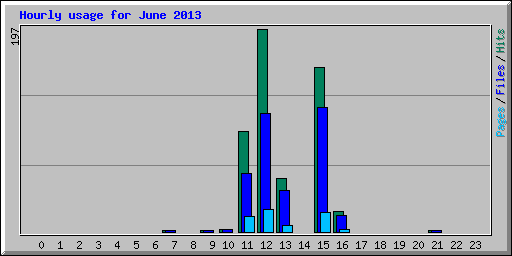 Hourly usage for June 2013
197
Pages/Files/Hits
0 1 2 3 4 5 6 7 8 9 10 11 12 13 14 15 16 17 18 19 20 21 22 23